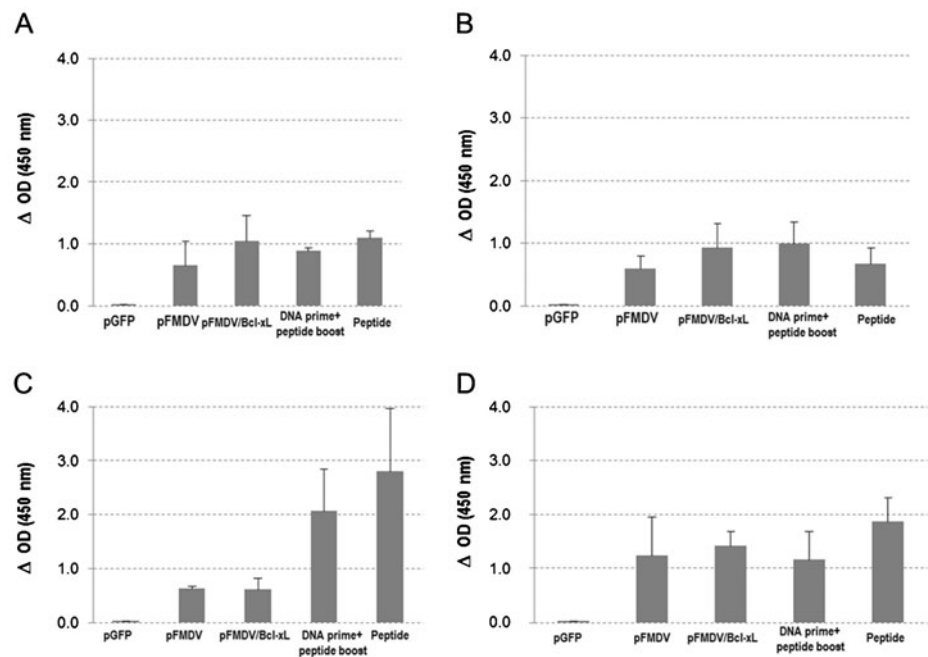 A
Δ OD (450 nm)
4.0
3.0
2.0
1.0
0.0
pGFP
pFMDV
pFMDV/Bcl-xL
DNA prime+
peptide boost
Peptide
B
Δ OD (450 nm)
4.0
3.0
2.0
1.0
0.0
pGFP
pFMDV
pFMDV/Bcl-xL
DNA prime+
peptide boost
Peptide
C
Δ OD (450 nm)
4.0
3.0
2.0
1.0
0.0
pGFP
pFMDV
pFMDV/Bcl-xL
DNA prime+
peptide boost
Peptide
D
Δ OD (450 nm)
4.0
3.0
2.0
1.0
0.0
pGFP
pFMDV
pFMDV/Bcl-xL
DNA prime+
peptide boost
Peptide